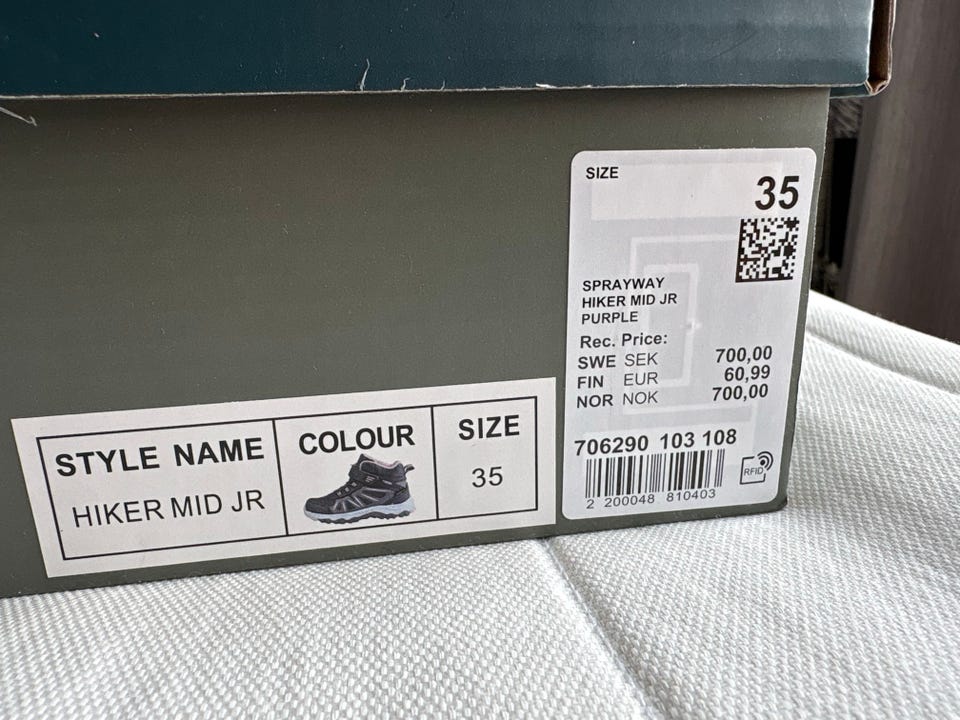 SIZE
35
SPRAYWAY
HIKER MID JR
PURPLE
Rec. Price:
SWE SEK 700,00
FIN EUR 60,99
NOR NOK 700,00
706290 103 108
2 200048 810403
RFID
STYLE NAME COLOUR SIZE
HIKER MID JR 35